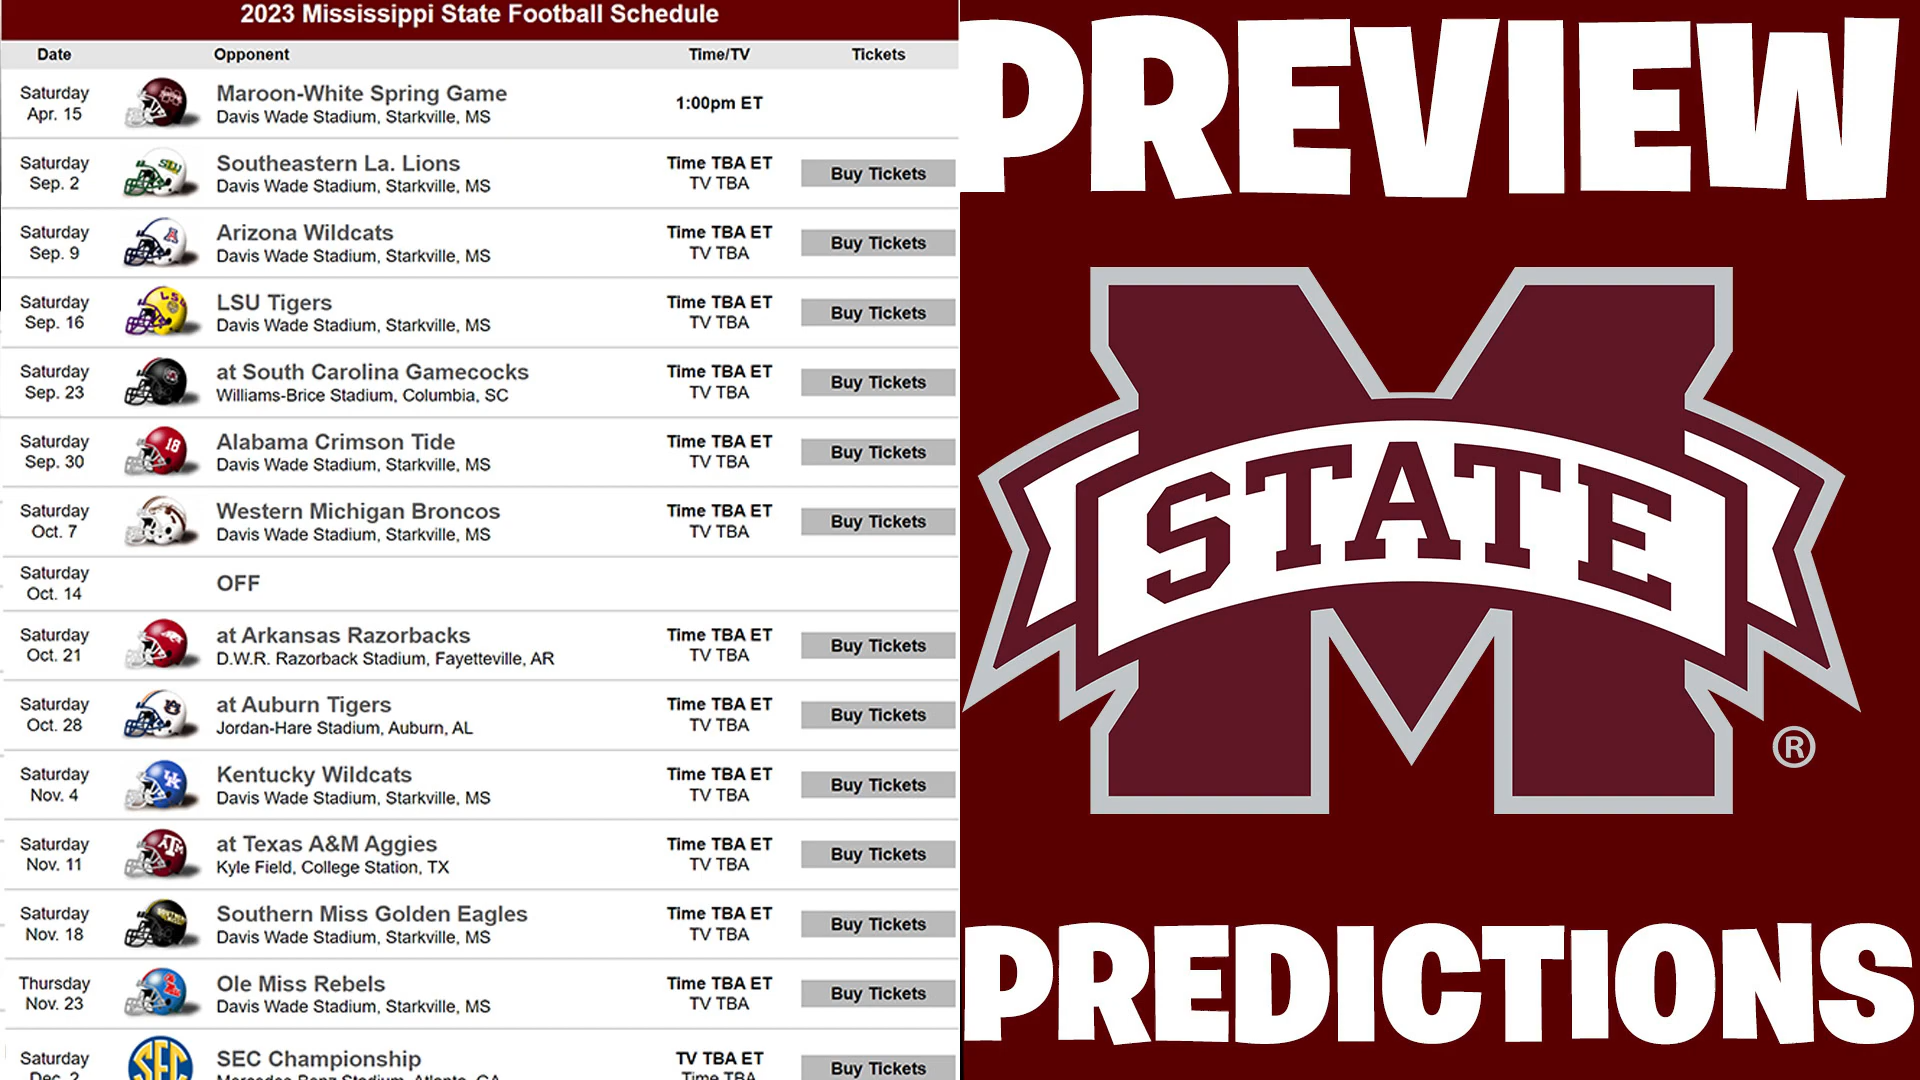 2023 Mississippi State Football Schedule
Date Opponent Time/TV Tickets
Saturday Apr. 15 Maroon-White Spring Game 1:00pm ET
Davis Wade Stadium, Starkville, MS
Saturday Sep. 2 Southeastern La. Lions Time TBA ET Buy Tickets
Davis Wade Stadium, Starkville, MS TV TBA
Saturday Sep. 9 Arizona Wildcats Time TBA ET Buy Tickets
Davis Wade Stadium, Starkville, MS TV TBA
Saturday Sep. 16 LSU Tigers Time TBA ET Buy Tickets
Davis Wade Stadium, Starkville, MS TV TBA
Saturday Sep. 23 at South Carolina Gamecocks Time TBA ET Buy Tickets
Williams-Brice Stadium, Columbia, SC TV TBA
Saturday Sep. 30 Alabama Crimson Tide Time TBA ET Buy Tickets
Davis Wade Stadium, Starkville, MS TV TBA
Saturday Oct. 7 Western Michigan Broncos Time TBA ET Buy Tickets
Davis Wade Stadium, Starkville, MS TV TBA
Saturday Oct. 14 OFF
Saturday Oct. 21 at Arkansas Razorbacks Time TBA ET Buy Tickets
D.W.R. Razorback Stadium, Fayetteville, AR TV TBA
Saturday Oct. 28 at Auburn Tigers Time TBA ET Buy Tickets
Jordan-Hare Stadium, Auburn, AL TV TBA
Saturday Nov. 4 Kentucky Wildcats Time TBA ET Buy Tickets
Davis Wade Stadium, Starkville, MS TV TBA
Saturday Nov. 11 at Texas A&M Aggies Time TBA ET Buy Tickets
Kyle Field, College Station, TX TV TBA
Saturday Nov. 18 Southern Miss Golden Eagles Time TBA ET Buy Tickets
Davis Wade Stadium, Starkville, MS TV TBA
Thursday Nov. 23 Ole Miss Rebels Time TBA ET Buy Tickets
Davis Wade Stadium, Starkville, MS TV TBA
Saturday Dec. 2 SEC SEC Championship TV TBA ET Buy Tickets
Mercedes-Benz Stadium, Atlanta, GA Time TBA
PREVIEW
STATE
®
PREDICTIONS